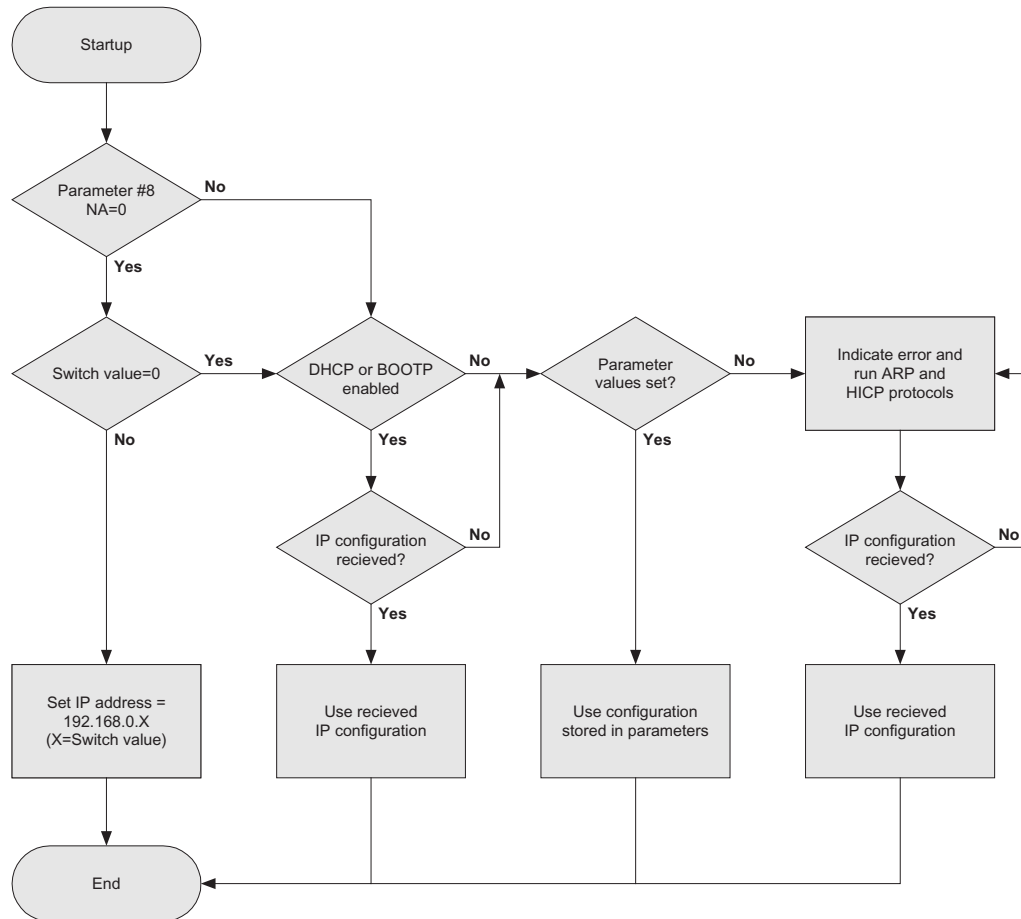 Startup
Parameter #8
NA=0
No
Yes
Switch value=0
Yes
No
DHCP or BOOTP
enabled
No
Yes
Parameter
values set?
No
Yes
Indicate error and
run ARP and
HICP protocols
IP configuration
recieved?
No
Yes
IP configuration
recieved?
No
Yes
Set IP address =
192.168.0.X
(X=Switch value)
Use recieved
IP configuration
Use configuration
stored in parameters
Use recieved
IP configuration
End